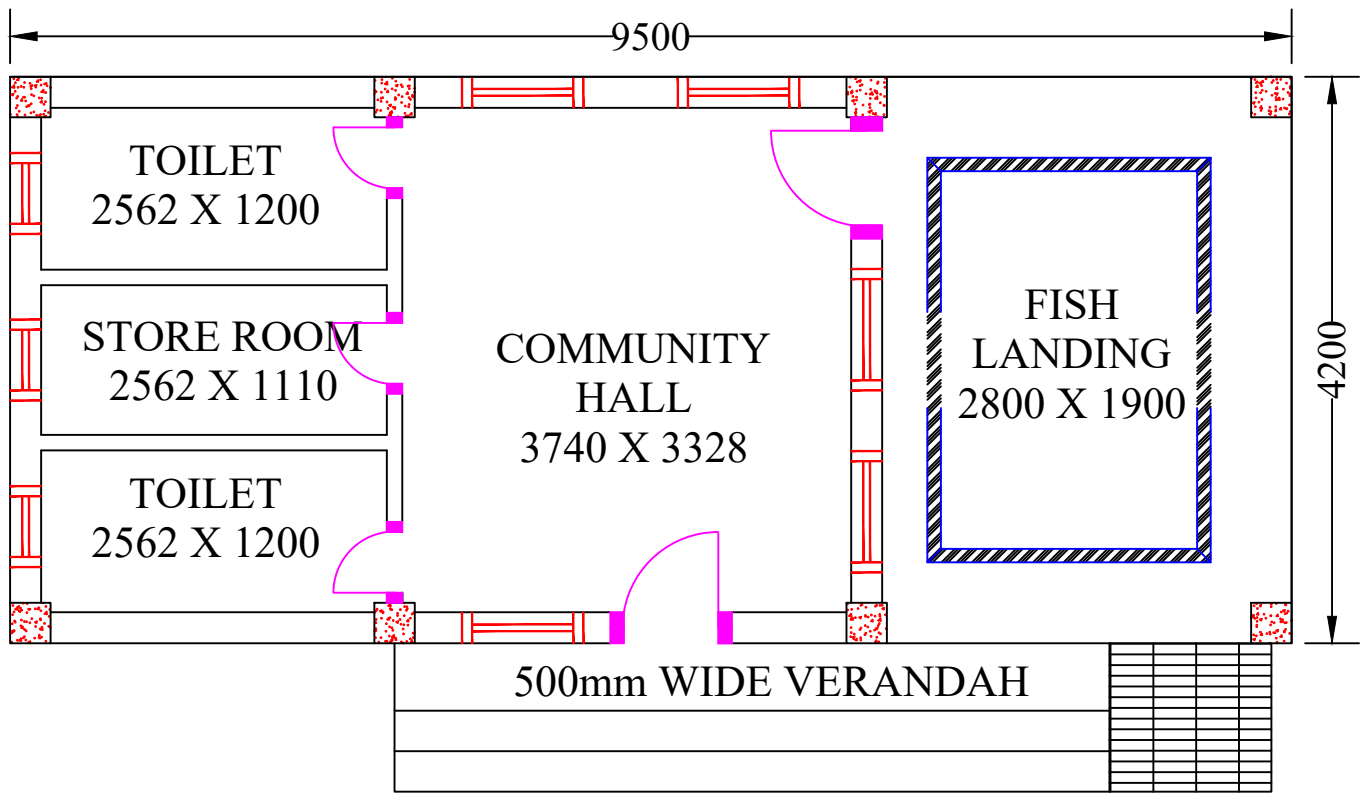 9500
TOILET
2562 X 1200
STORE ROOM
2562 X 1110
TOILET
2562 X 1200
COMMUNITY
HALL
3740 X 3328
FISH
LANDING
2800 X 1900
4200
500mm WIDE VERANDAH